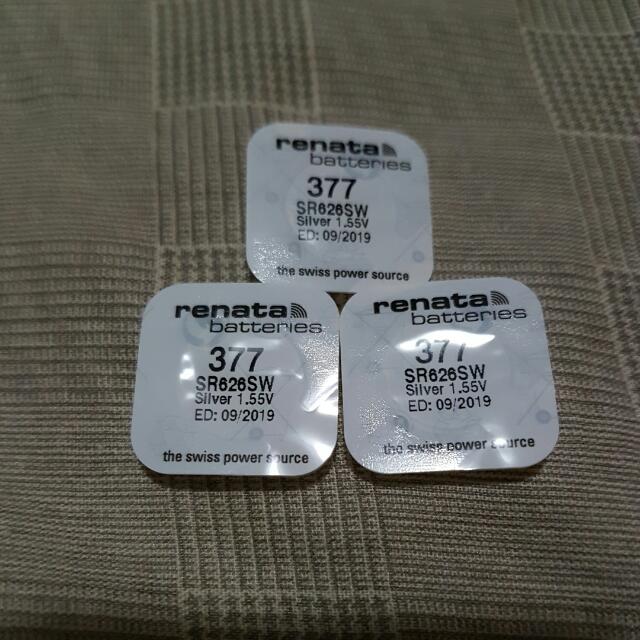 renata
batteries
377
SR626SW
Silver 1.55V
ED: 09/2019
the swiss power source
renata
batteries
377
SR626SW
Silver 1.55V
ED: 09/2019
the swiss power source
renata
batteries
377
SR626SW
Silver 1.55V
ED: 09/2019
the swiss power source